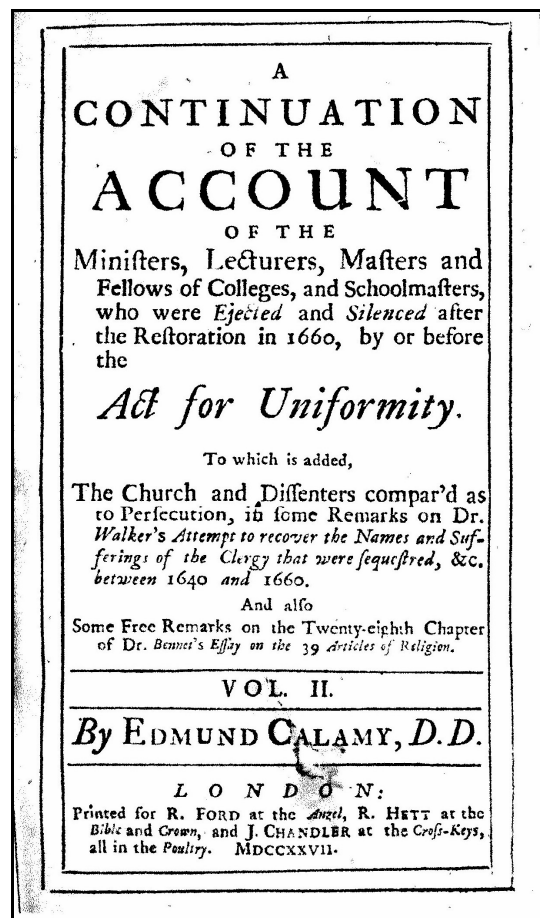 A
CONTINUATION
OF THE
ACCOUNT
OF THE
Miniſters, Lecturers, Maſters and
Fellows of Colleges, and Schoolmaſters,
who were Ejected and Silenced after
the Reſtoration in 1660, by or before
the
Act for Uniformity.
To which is added,
The Church and Diſſenters compar'd as
to Perſecution, in ſome Remarks on Dr.
Walker's Attempt to recover the Names and Suf-
ferings of the Clergy that were ſequeſtred, &c.
between 1640 and 1660.
And alſo
Some Free Remarks on the Twenty-eighth Chapter
of Dr. Bennet's Eſſay on the 39 Articles of Religion.
VOL. II.
By EDMUND CALAMY, D.D.
LONDON:
Printed for R. FORD at the Angel, R. HETT at the
Bible and Crown, and J. CHANDLER at the Croſs-Keys,
all in the Poultry. MDCCXXVII.